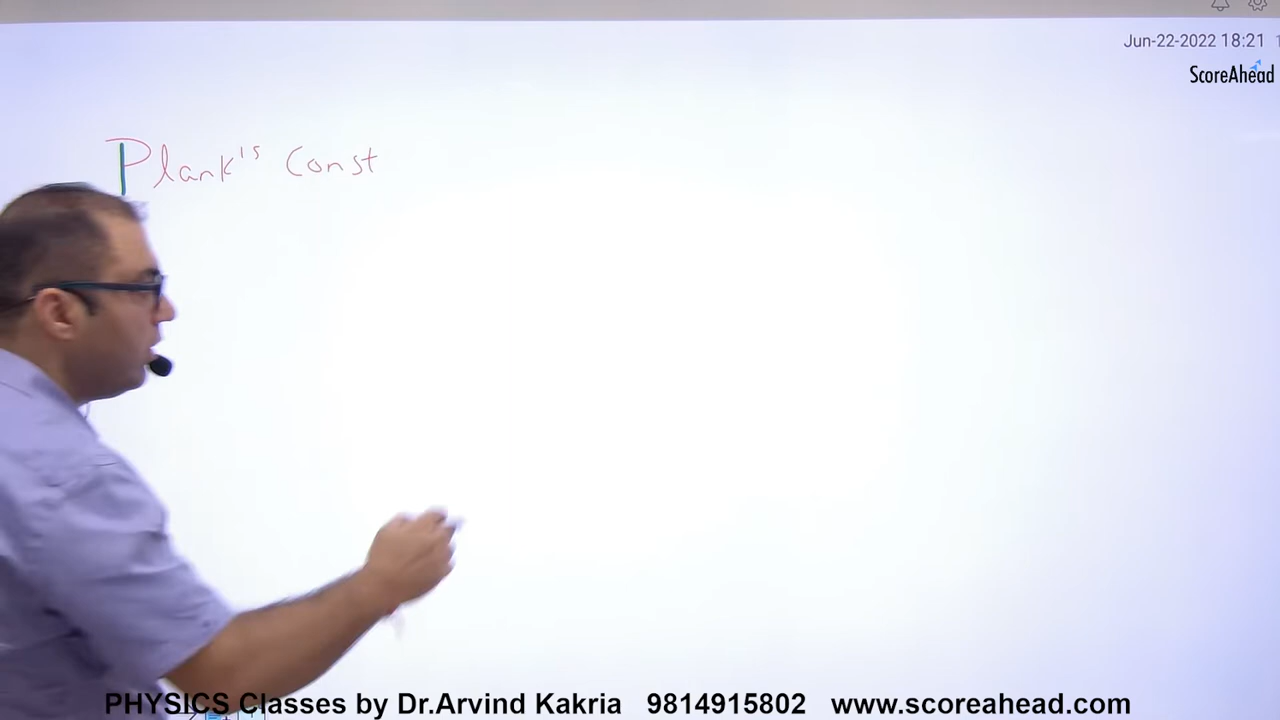 Jun-22-2022 18:21
ScoreAhead
Plank's Const
PHYSICS Classes by Dr.Arvind Kakria 9814915802 www.scoreahead.com